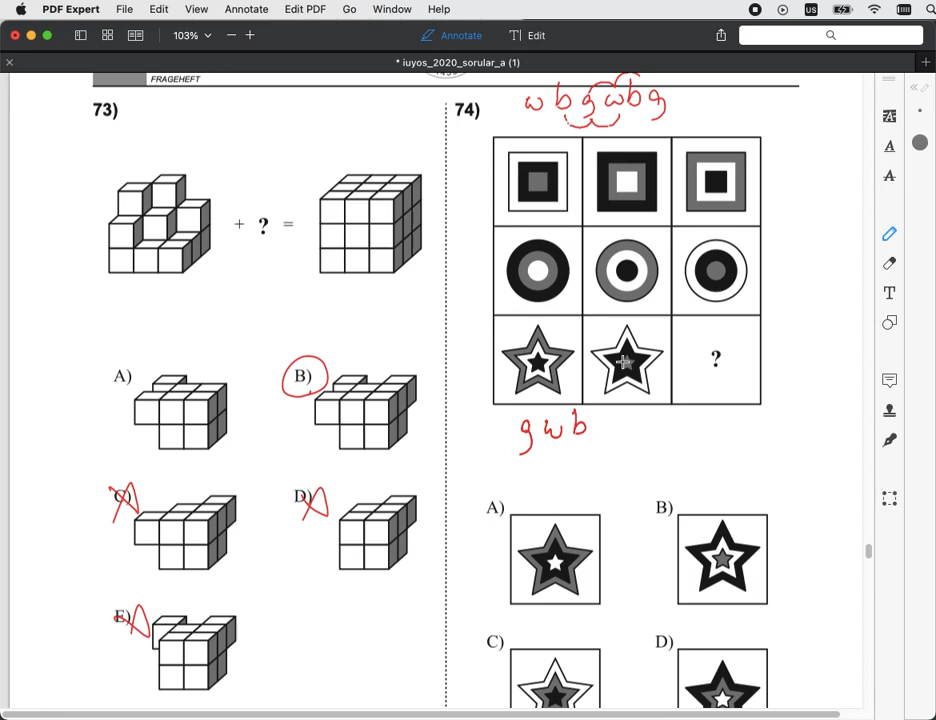 PDF Expert File Edit View Annotate Edit PDF Go Window Help US
103% Annotate Edit
* iuyos_2020_sorular_a (1)
FRAGEHEFT
73)
+ ? =
A)
B)
C)
D)
E)
74)
w b g w b g
?
g w b
A)
B)
C)
D)